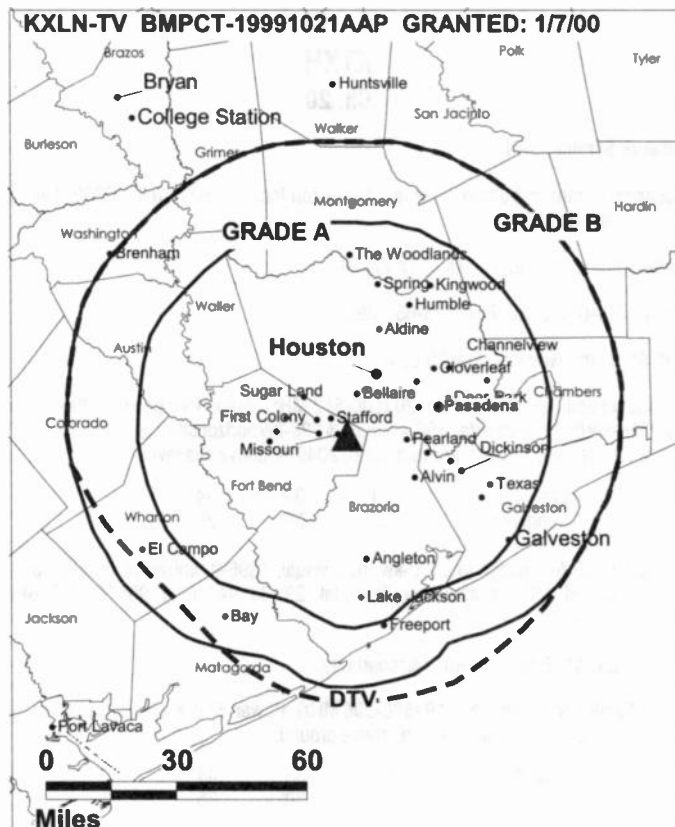 KXLN-TV BMPCT-19991021AAP GRANTED: 1/7/00
Brazos
Polk
Tyler
Bryan
Huntsville
College Station
San Jacinto
Walker
Burleson
Grimes
Hardin
Montgomery
GRADE A
GRADE B
Washington
Brenham
The Woodlands
Spring
Kingwood
Waller
Humble
Aldine
Austin
Channelview
Houston
Cloverleaf
Sugar Land
Bellaire
Deer Park
Chambers
Pasadena
Colorado
First Colony
Stafford
Missouri
Pearland
Dickinson
Fort Bend
Alvin
Texas
Wharton
Brazoria
Galveston
El Campo
Galveston
Angleton
Bay
Lake Jackson
Jackson
Freeport
Matagorda
DTV
Port Lavaca
0 30 60
Miles